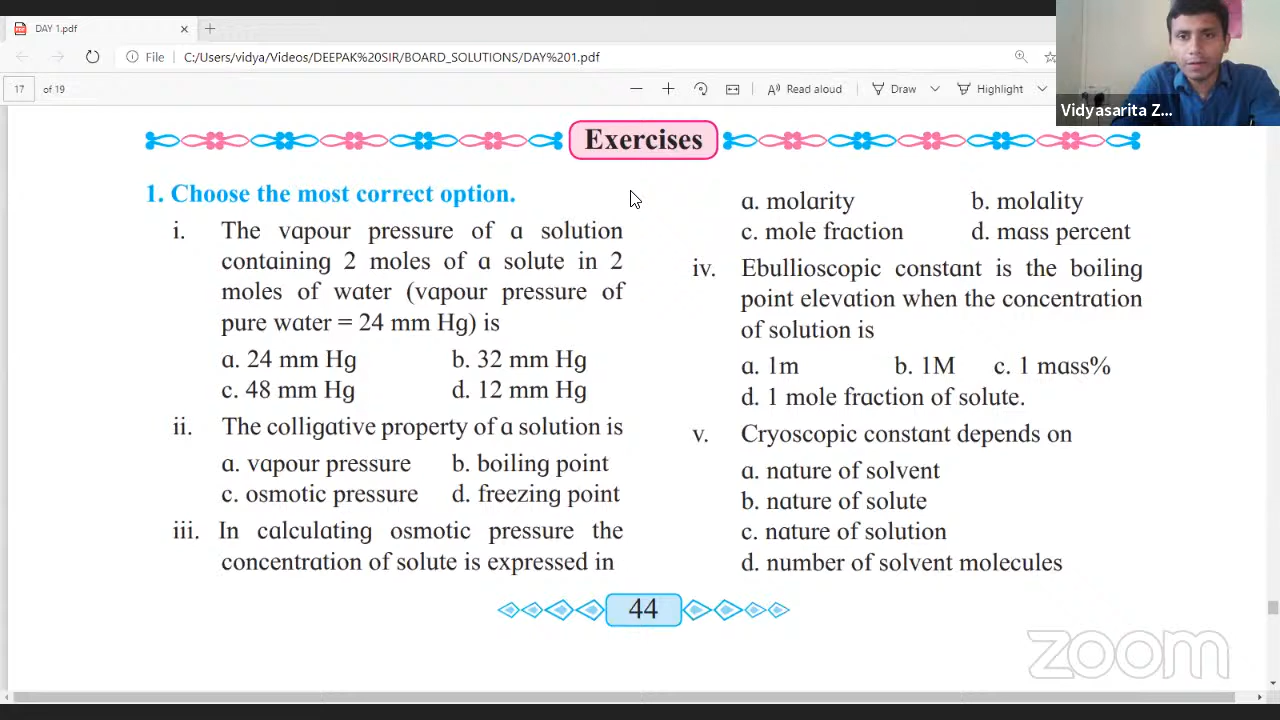 DAY 1.pdf
File C:/Users/vidya/Videos/DEEPAK%20SIR/BOARD_SOLUTIONS/DAY%201.pdf
17 of 19
Read aloud
Draw
Highlight
Vidyasarita Z...
Exercises
1. Choose the most correct option.
i. The vapour pressure of a solution
containing 2 moles of a solute in 2
moles of water (vapour pressure of
pure water = 24 mm Hg) is
a. 24 mm Hg b. 32 mm Hg
c. 48 mm Hg d. 12 mm Hg
ii. The colligative property of a solution is
a. vapour pressure b. boiling point
c. osmotic pressure d. freezing point
iii. In calculating osmotic pressure the
concentration of solute is expressed in
a. molarity b. molality
c. mole fraction d. mass percent
iv. Ebullioscopic constant is the boiling
point elevation when the concentration
of solution is
a. 1m b. 1M c. 1 mass%
d. 1 mole fraction of solute.
v. Cryoscopic constant depends on
a. nature of solvent
b. nature of solute
c. nature of solution
d. number of solvent molecules
44
zoom